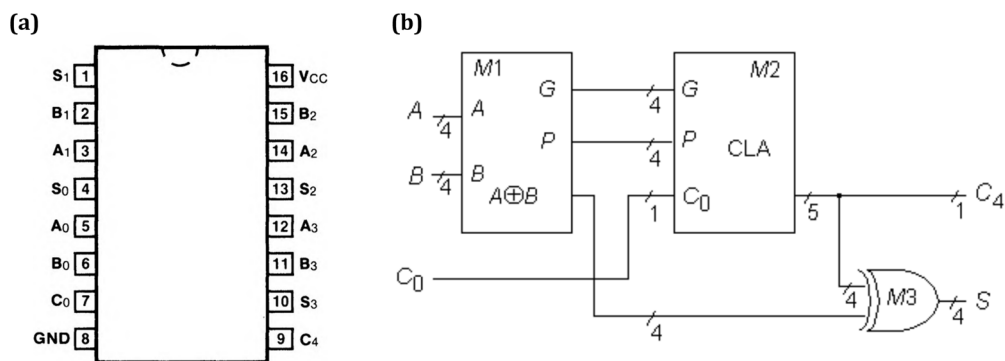 (a)
S1 1 16 VCC
B1 2 15 B2
A1 3 14 A2
S0 4 13 S2
A0 5 12 A3
B0 6 11 B3
C0 7 10 S3
GND 8 9 C4
(b)
M1 M2
G 4 G
A 4 A
P 4 P
CLA
B 4 B
A⊕B
C0 1 C0
5
1 C4
C0
4 M3
4 S
4